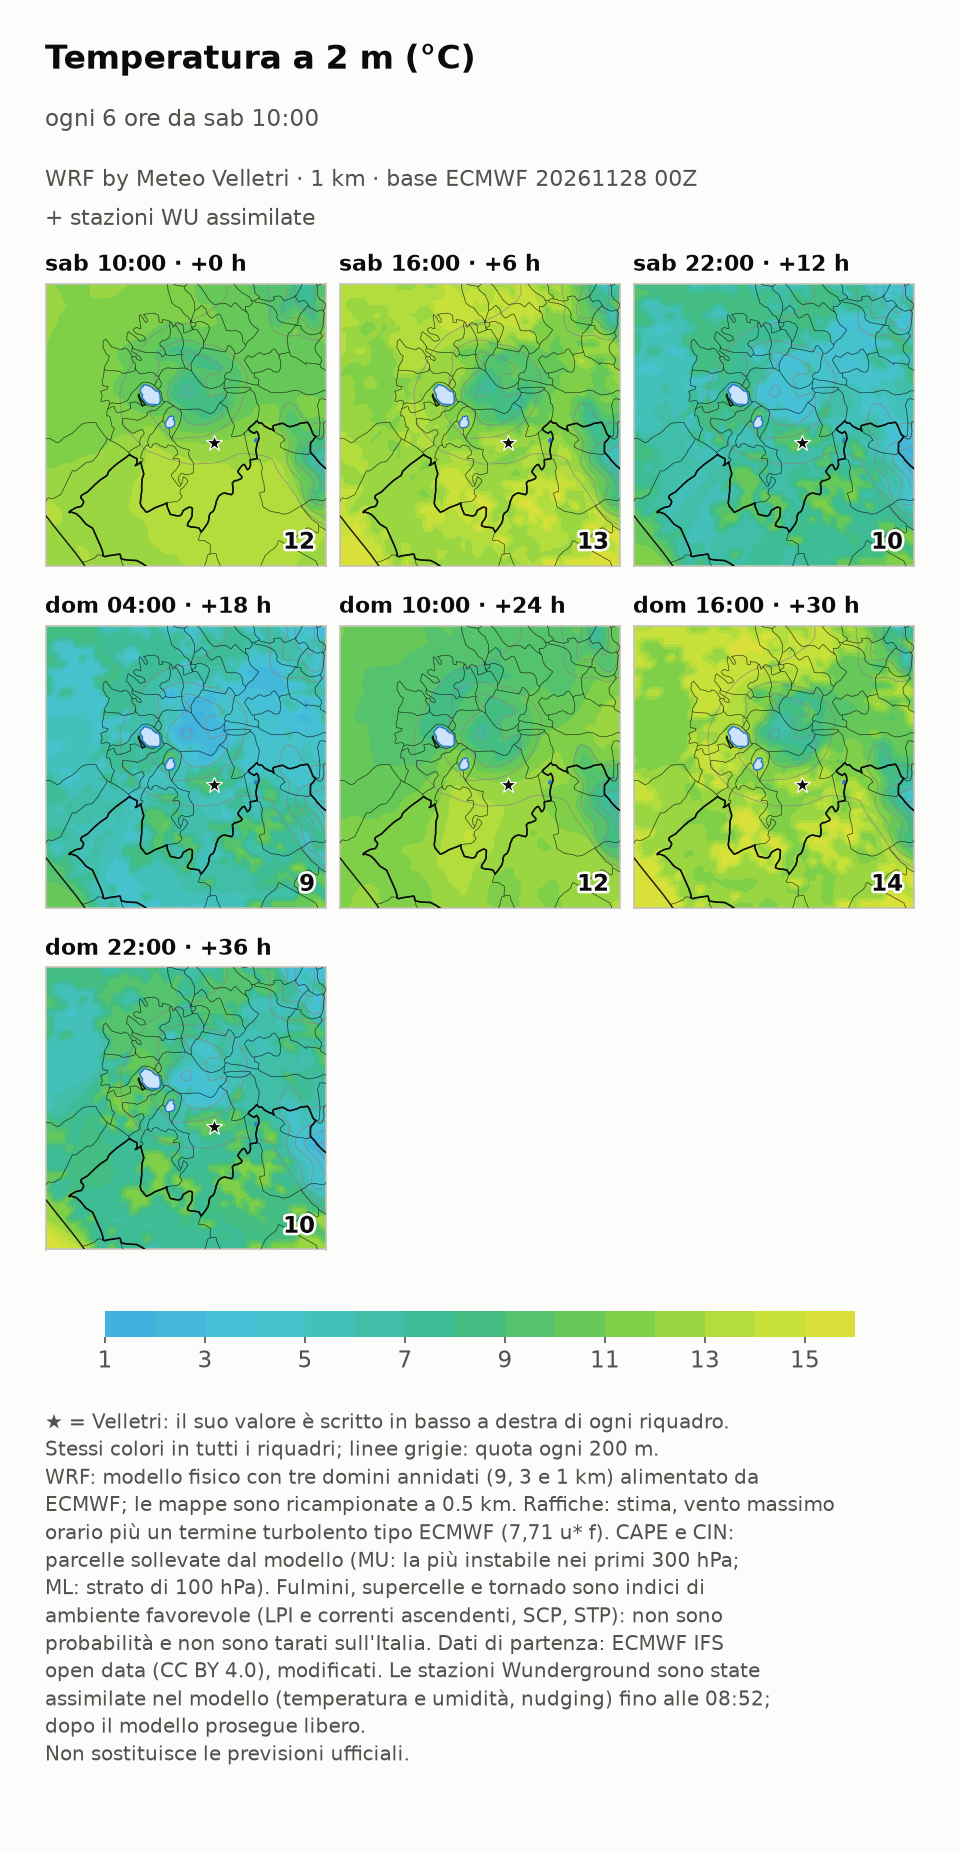 Temperatura a 2 m (°C)
ogni 6 ore da sab 10:00
WRF by Meteo Velletri · 1 km · base ECMWF 20261128 00Z
+ stazioni WU assimilate
sab 10:00 · +0 h
sab 16:00 · +6 h
sab 22:00 · +12 h
12
13
10
dom 04:00 · +18 h
dom 10:00 · +24 h
dom 16:00 · +30 h
9
12
14
dom 22:00 · +36 h
10
1 3 5 7 9 11 13 15
★ = Velletri: il suo valore è scritto in basso a destra di ogni riquadro.
Stessi colori in tutti i riquadri; linee grigie: quota ogni 200 m.
WRF: modello fisico con tre domini annidati (9, 3 e 1 km) alimentato da
ECMWF; le mappe sono ricampionate a 0.5 km. Raffiche: stima, vento massimo
orario più un termine turbolento tipo ECMWF (7,71 u* f). CAPE e CIN:
parcelle sollevate dal modello (MU: la più instabile nei primi 300 hPa;
ML: strato di 100 hPa). Fulmini, supercelle e tornado sono indici di
ambiente favorevole (LPI e correnti ascendenti, SCP, STP): non sono
probabilità e non sono tarati sull'Italia. Dati di partenza: ECMWF IFS
open data (CC BY 4.0), modificati. Le stazioni Wunderground sono state
assimilate nel modello (temperatura e umidità, nudging) fino alle 08:52;
dopo il modello prosegue libero.
Non sostituisce le previsioni ufficiali.